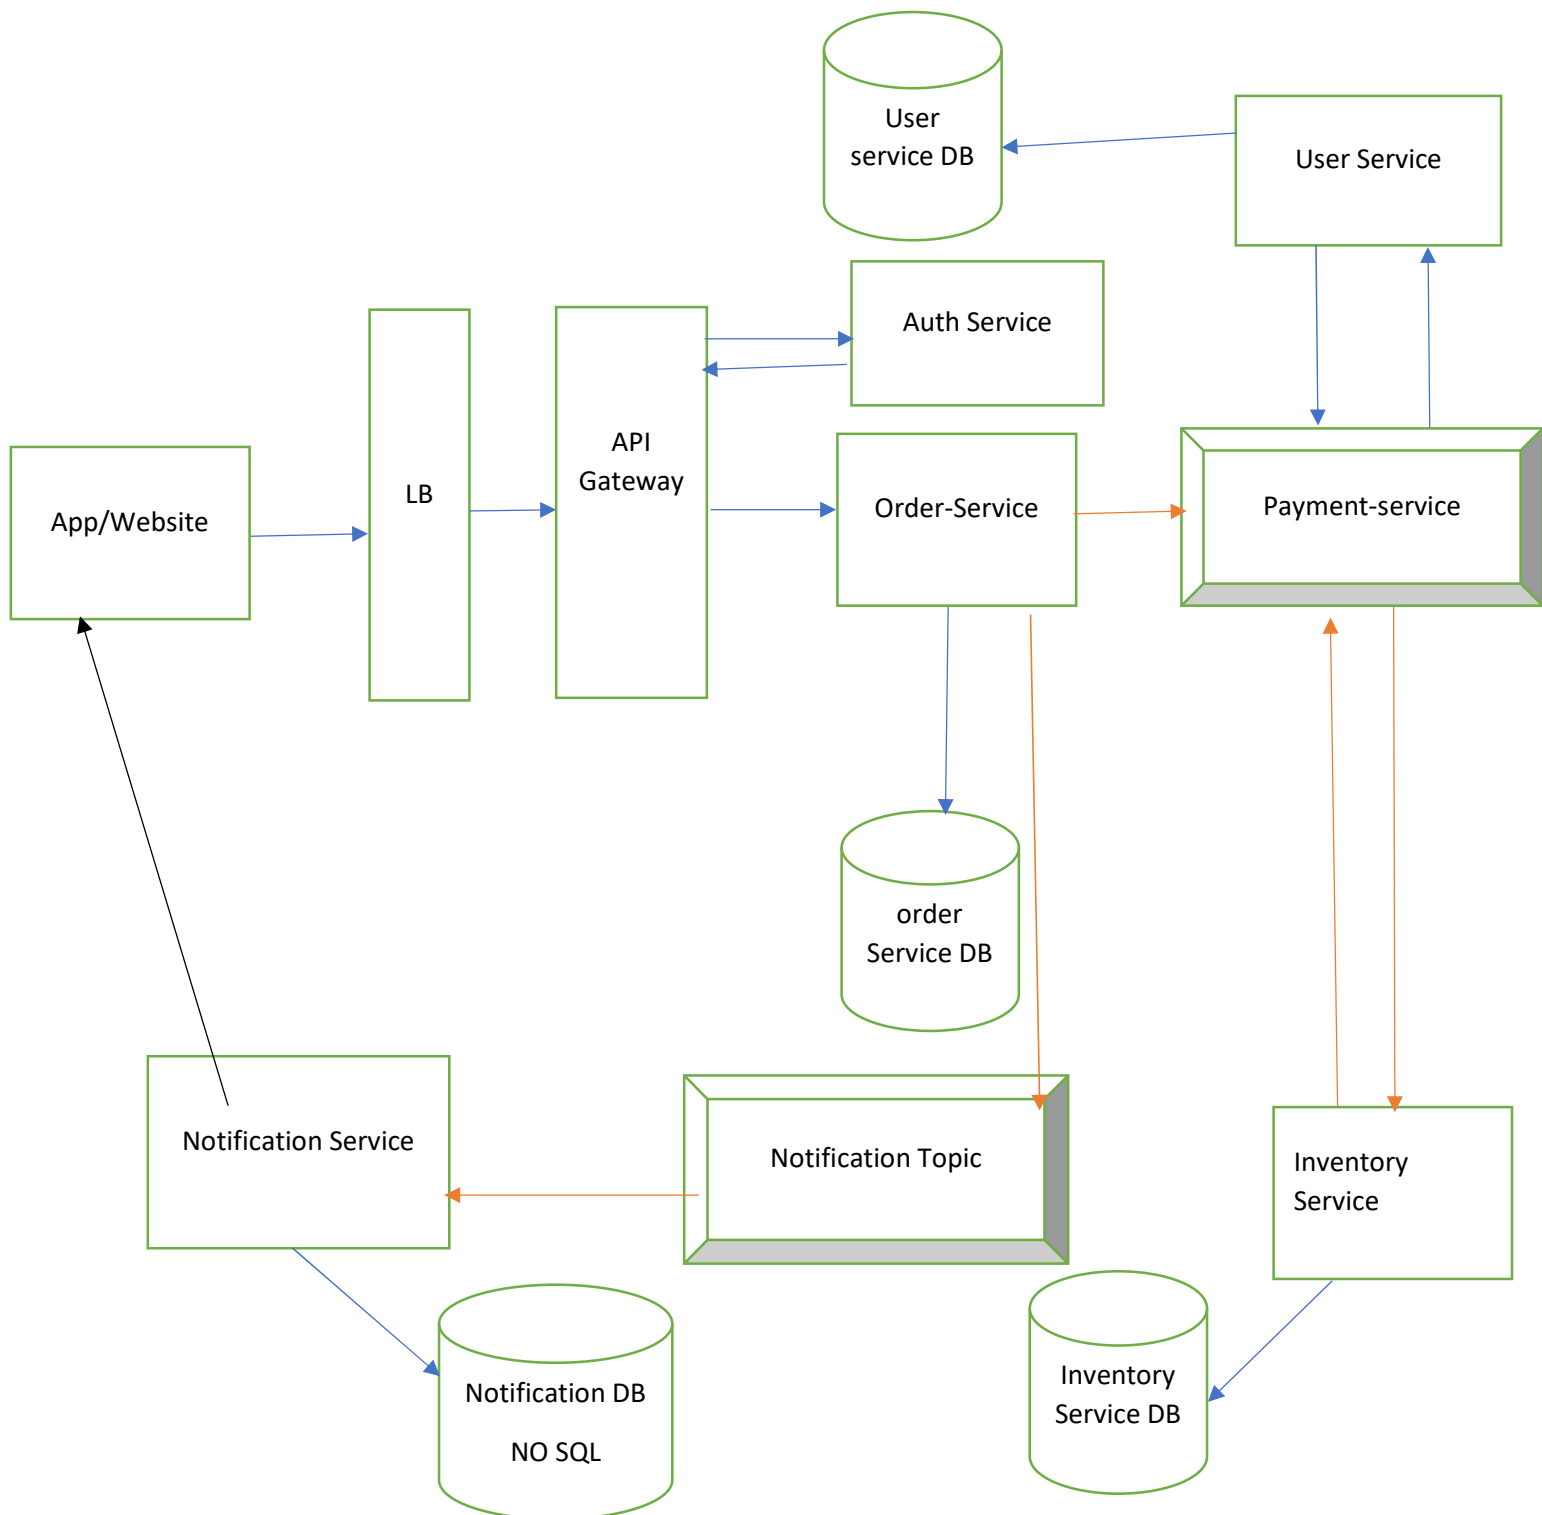 User
service DB
User Service
Auth Service
API
Gateway
LB
App/Website
Order-Service
Payment-service
order
Service DB
Notification Service
Notification Topic
Inventory
Service
Notification DB
NO SQL
Inventory
Service DB